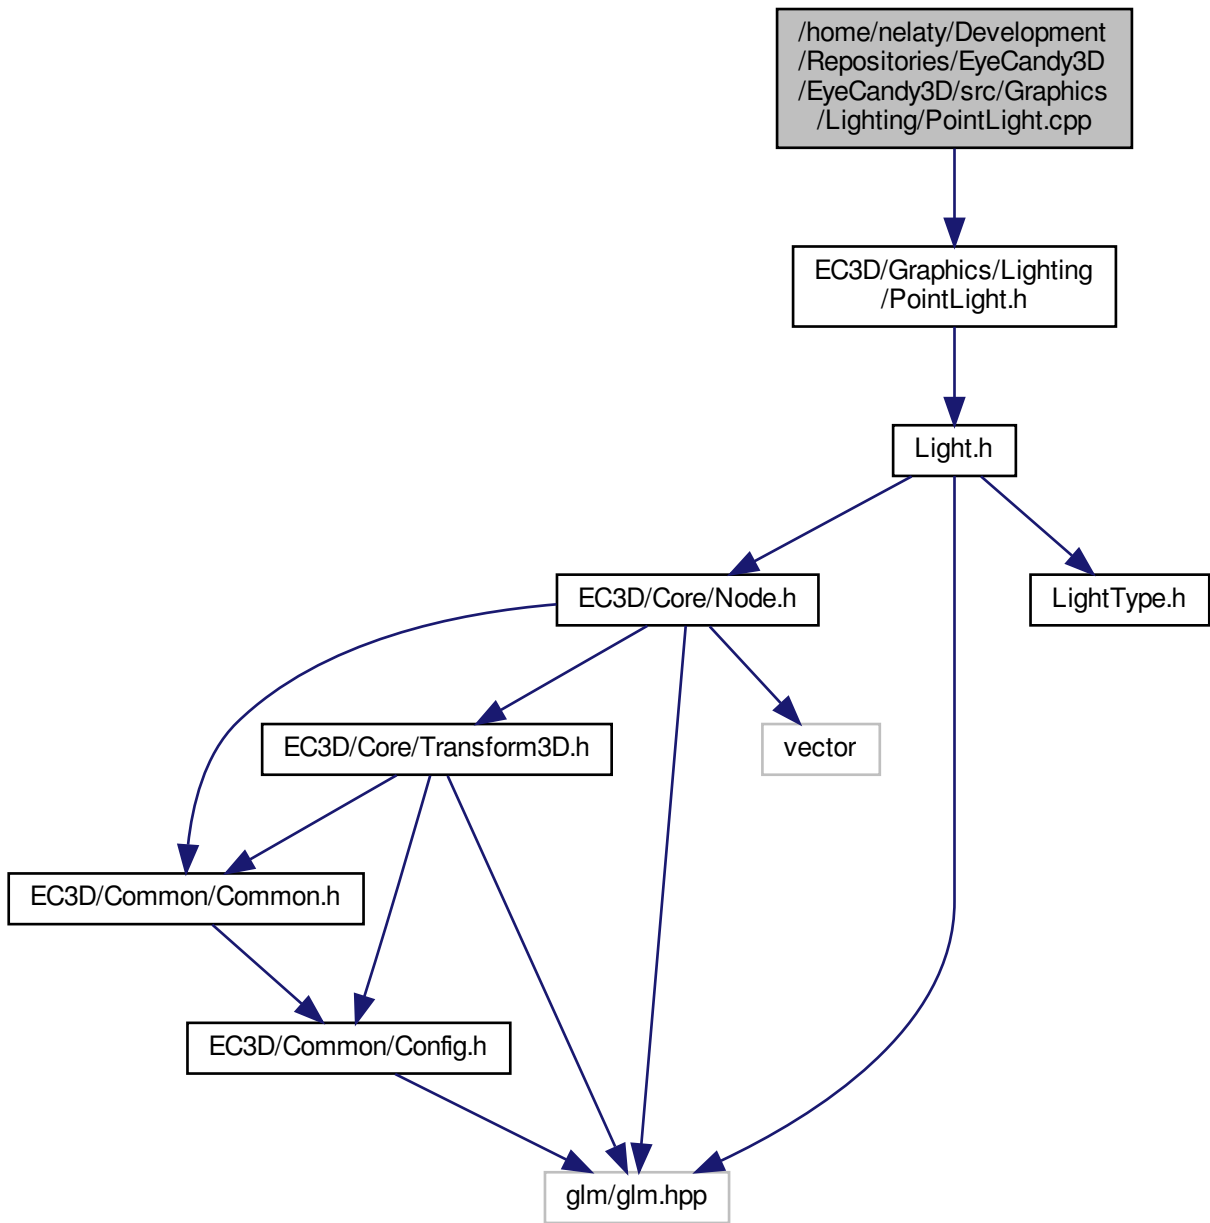 /home/nelaty/Development
/Repositories/EyeCandy3D
/EyeCandy3D/src/Graphics
/Lighting/PointLight.cpp
EC3D/Graphics/Lighting
/PointLight.h
Light.h
EC3D/Core/Node.h
LightType.h
EC3D/Core/Transform3D.h
vector
EC3D/Common/Common.h
EC3D/Common/Config.h
glm/glm.hpp